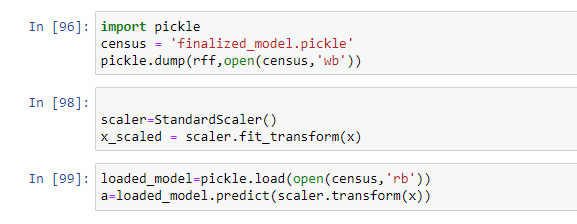 In [96]: import pickle
census = 'finalized_model.pickle'
pickle.dump(rff,open(census,'wb'))
In [98]:
scaler=StandardScaler()
x_scaled = scaler.fit_transform(x)
In [99]: loaded_model=pickle.load(open(census,'rb'))
a=loaded_model.predict(scaler.transform(x))